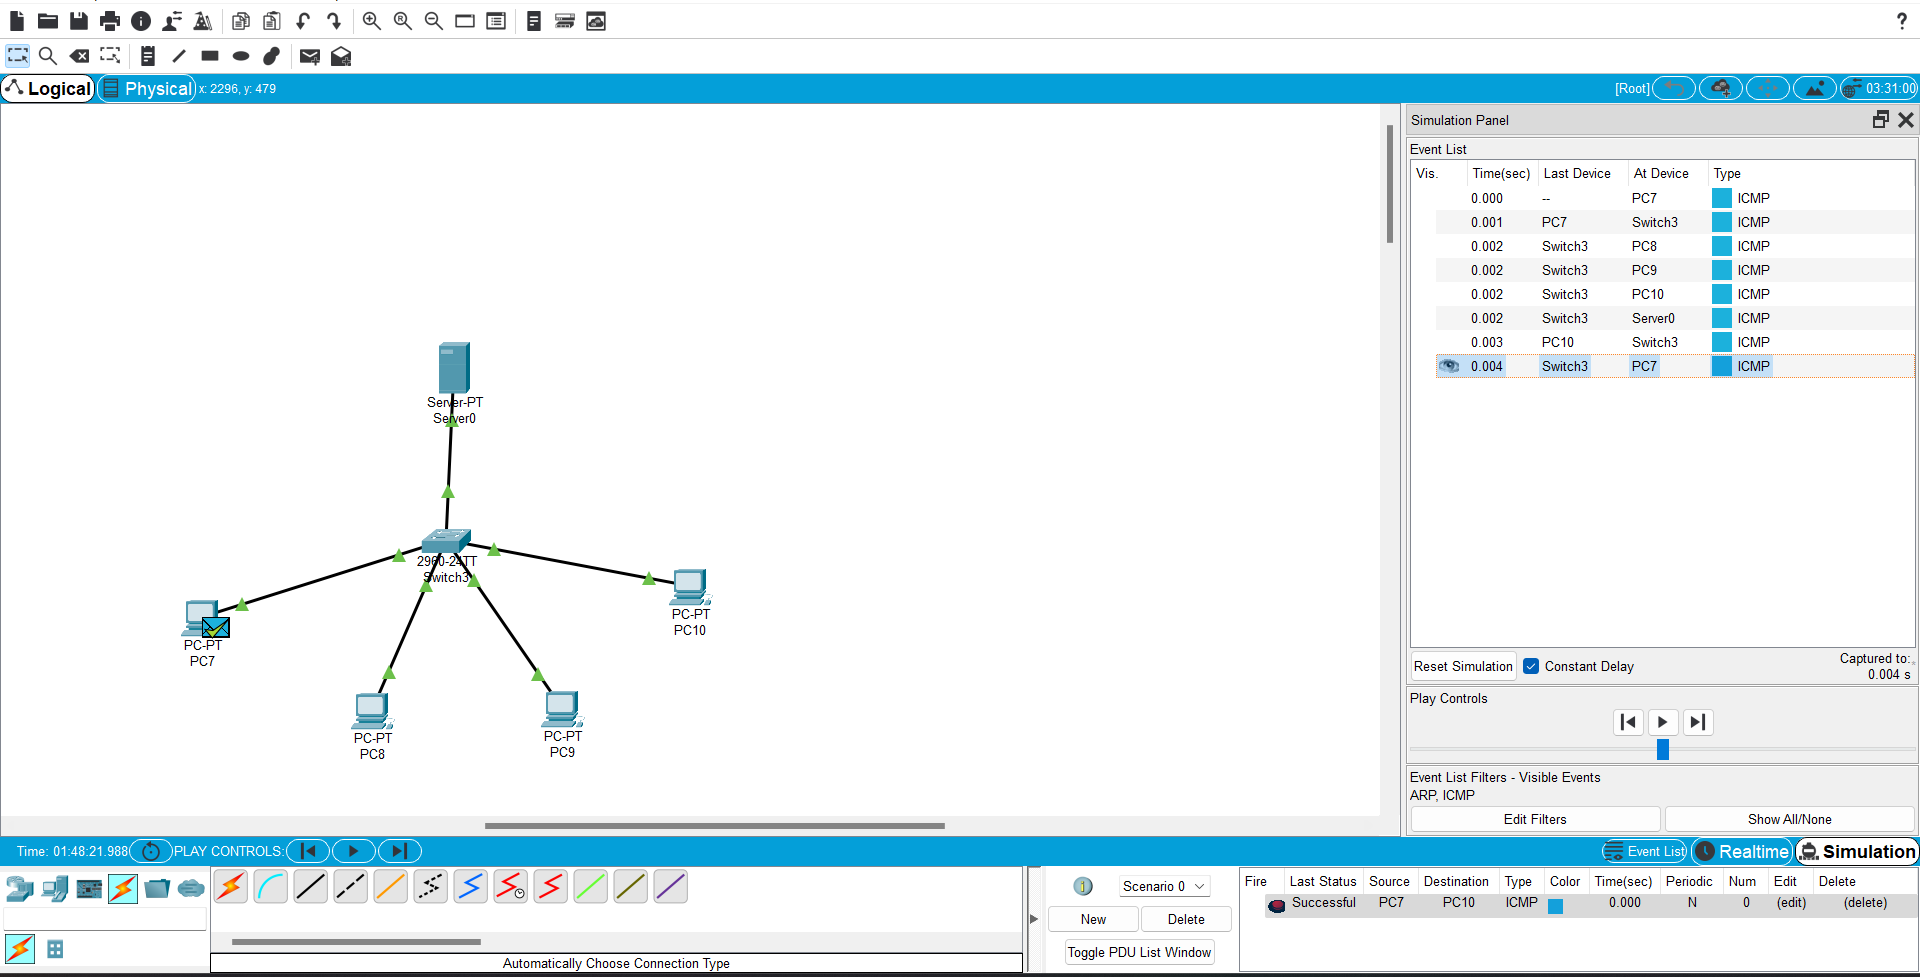 ?
Logical
Physical
x: 2296, y: 479
[Root]
03:31:00
Simulation Panel
Event List
Vis. Time(sec) Last Device At Device Type
0.000 -- PC7 ICMP
0.001 PC7 Switch3 ICMP
0.002 Switch3 PC8 ICMP
0.002 Switch3 PC9 ICMP
0.002 Switch3 PC10 ICMP
0.002 Switch3 Server0 ICMP
0.003 PC10 Switch3 ICMP
0.004 Switch3 PC7 ICMP
Server-PT
Server0
2960-24TT
Switch3
PC-PT
PC7
PC-PT
PC8
PC-PT
PC9
PC-PT
PC10
Reset Simulation
Constant Delay
Captured to:
0.004 s
Play Controls
Event List Filters - Visible Events
ARP, ICMP
Edit Filters
Show All/None
Time: 01:48:21.988
PLAY CONTROLS:
Event List
Realtime
Simulation
Automatically Choose Connection Type
Scenario 0
New
Delete
Toggle PDU List Window
Fire Last Status Source Destination Type Color Time(sec) Periodic Num Edit Delete
Successful PC7 PC10 ICMP 0.000 N 0 (edit) (delete)